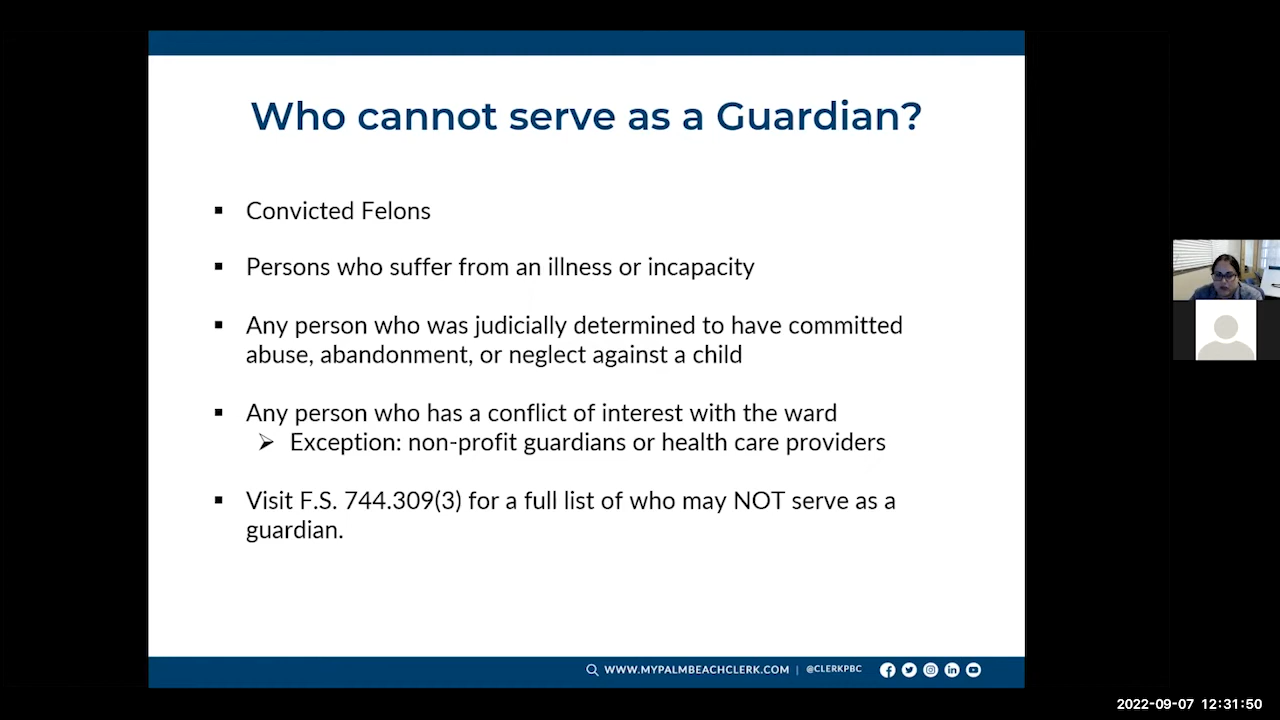 Who cannot serve as a Guardian?
▪ Convicted Felons
▪ Persons who suffer from an illness or incapacity
▪ Any person who was judicially determined to have committed
abuse, abandonment, or neglect against a child
▪ Any person who has a conflict of interest with the ward
➢ Exception: non-profit guardians or health care providers
▪ Visit F.S. 744.309(3) for a full list of who may NOT serve as a
guardian.
WWW.MYPALMBEACHCLERK.COM | @CLERKPBC
2022-09-07 12:31:50